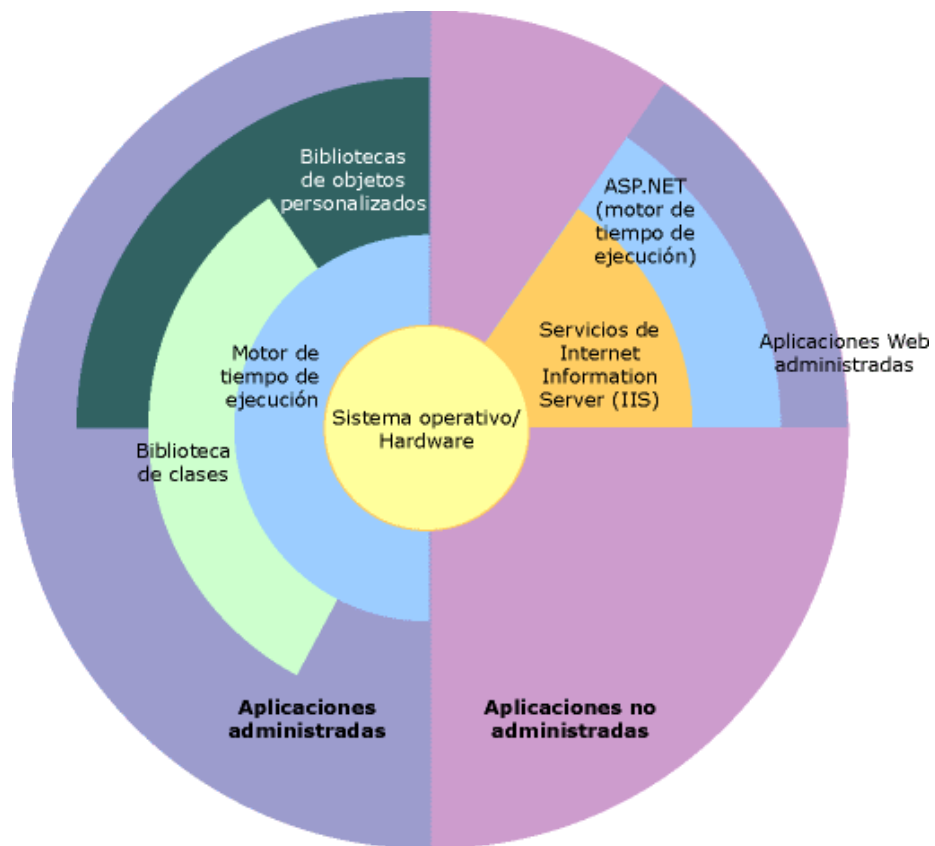 Bibliotecas
de objetos
personalizados
ASP.NET
(motor de
tiempo de
ejecución)
Motor de
tiempo de
ejecución
Servicios de
Internet
Information
Server (IIS)
Aplicaciones Web
administradas
Sistema operativo/
Hardware
Biblioteca
de clases
Aplicaciones
administradas
Aplicaciones no
administradas